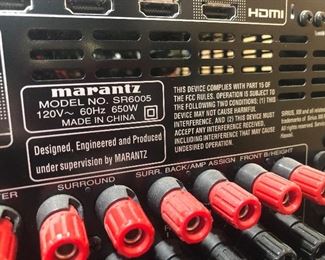 HDMI
marantz
MODEL NO. SR6005
120V ~ 60Hz 650W
MADE IN CHINA
Designed, Engineered and Produced
under supervision by MARANTZ
THIS DEVICE COMPLIES WITH PART 15 OF
THE FCC RULES. OPERATION IS SUBJECT TO
THE FOLLOWING TWO CONDITIONS; (1) THIS
DEVICE MAY NOT CAUSE HARMFUL
INTERFERENCE, AND (2) THIS DEVICE MUST
ACCEPT ANY INTERFERENCE RECEIVED,
INCLUDING INTERFERENCE THAT MAY CAUSE
UNDESIRED OPERATION.
SURROUND
SURR. BACK/AMP ASSIGN
FRONT B/HEIGHT